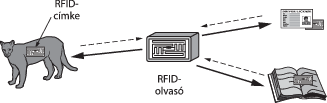 RFID-
címke
RFID-
olvasó